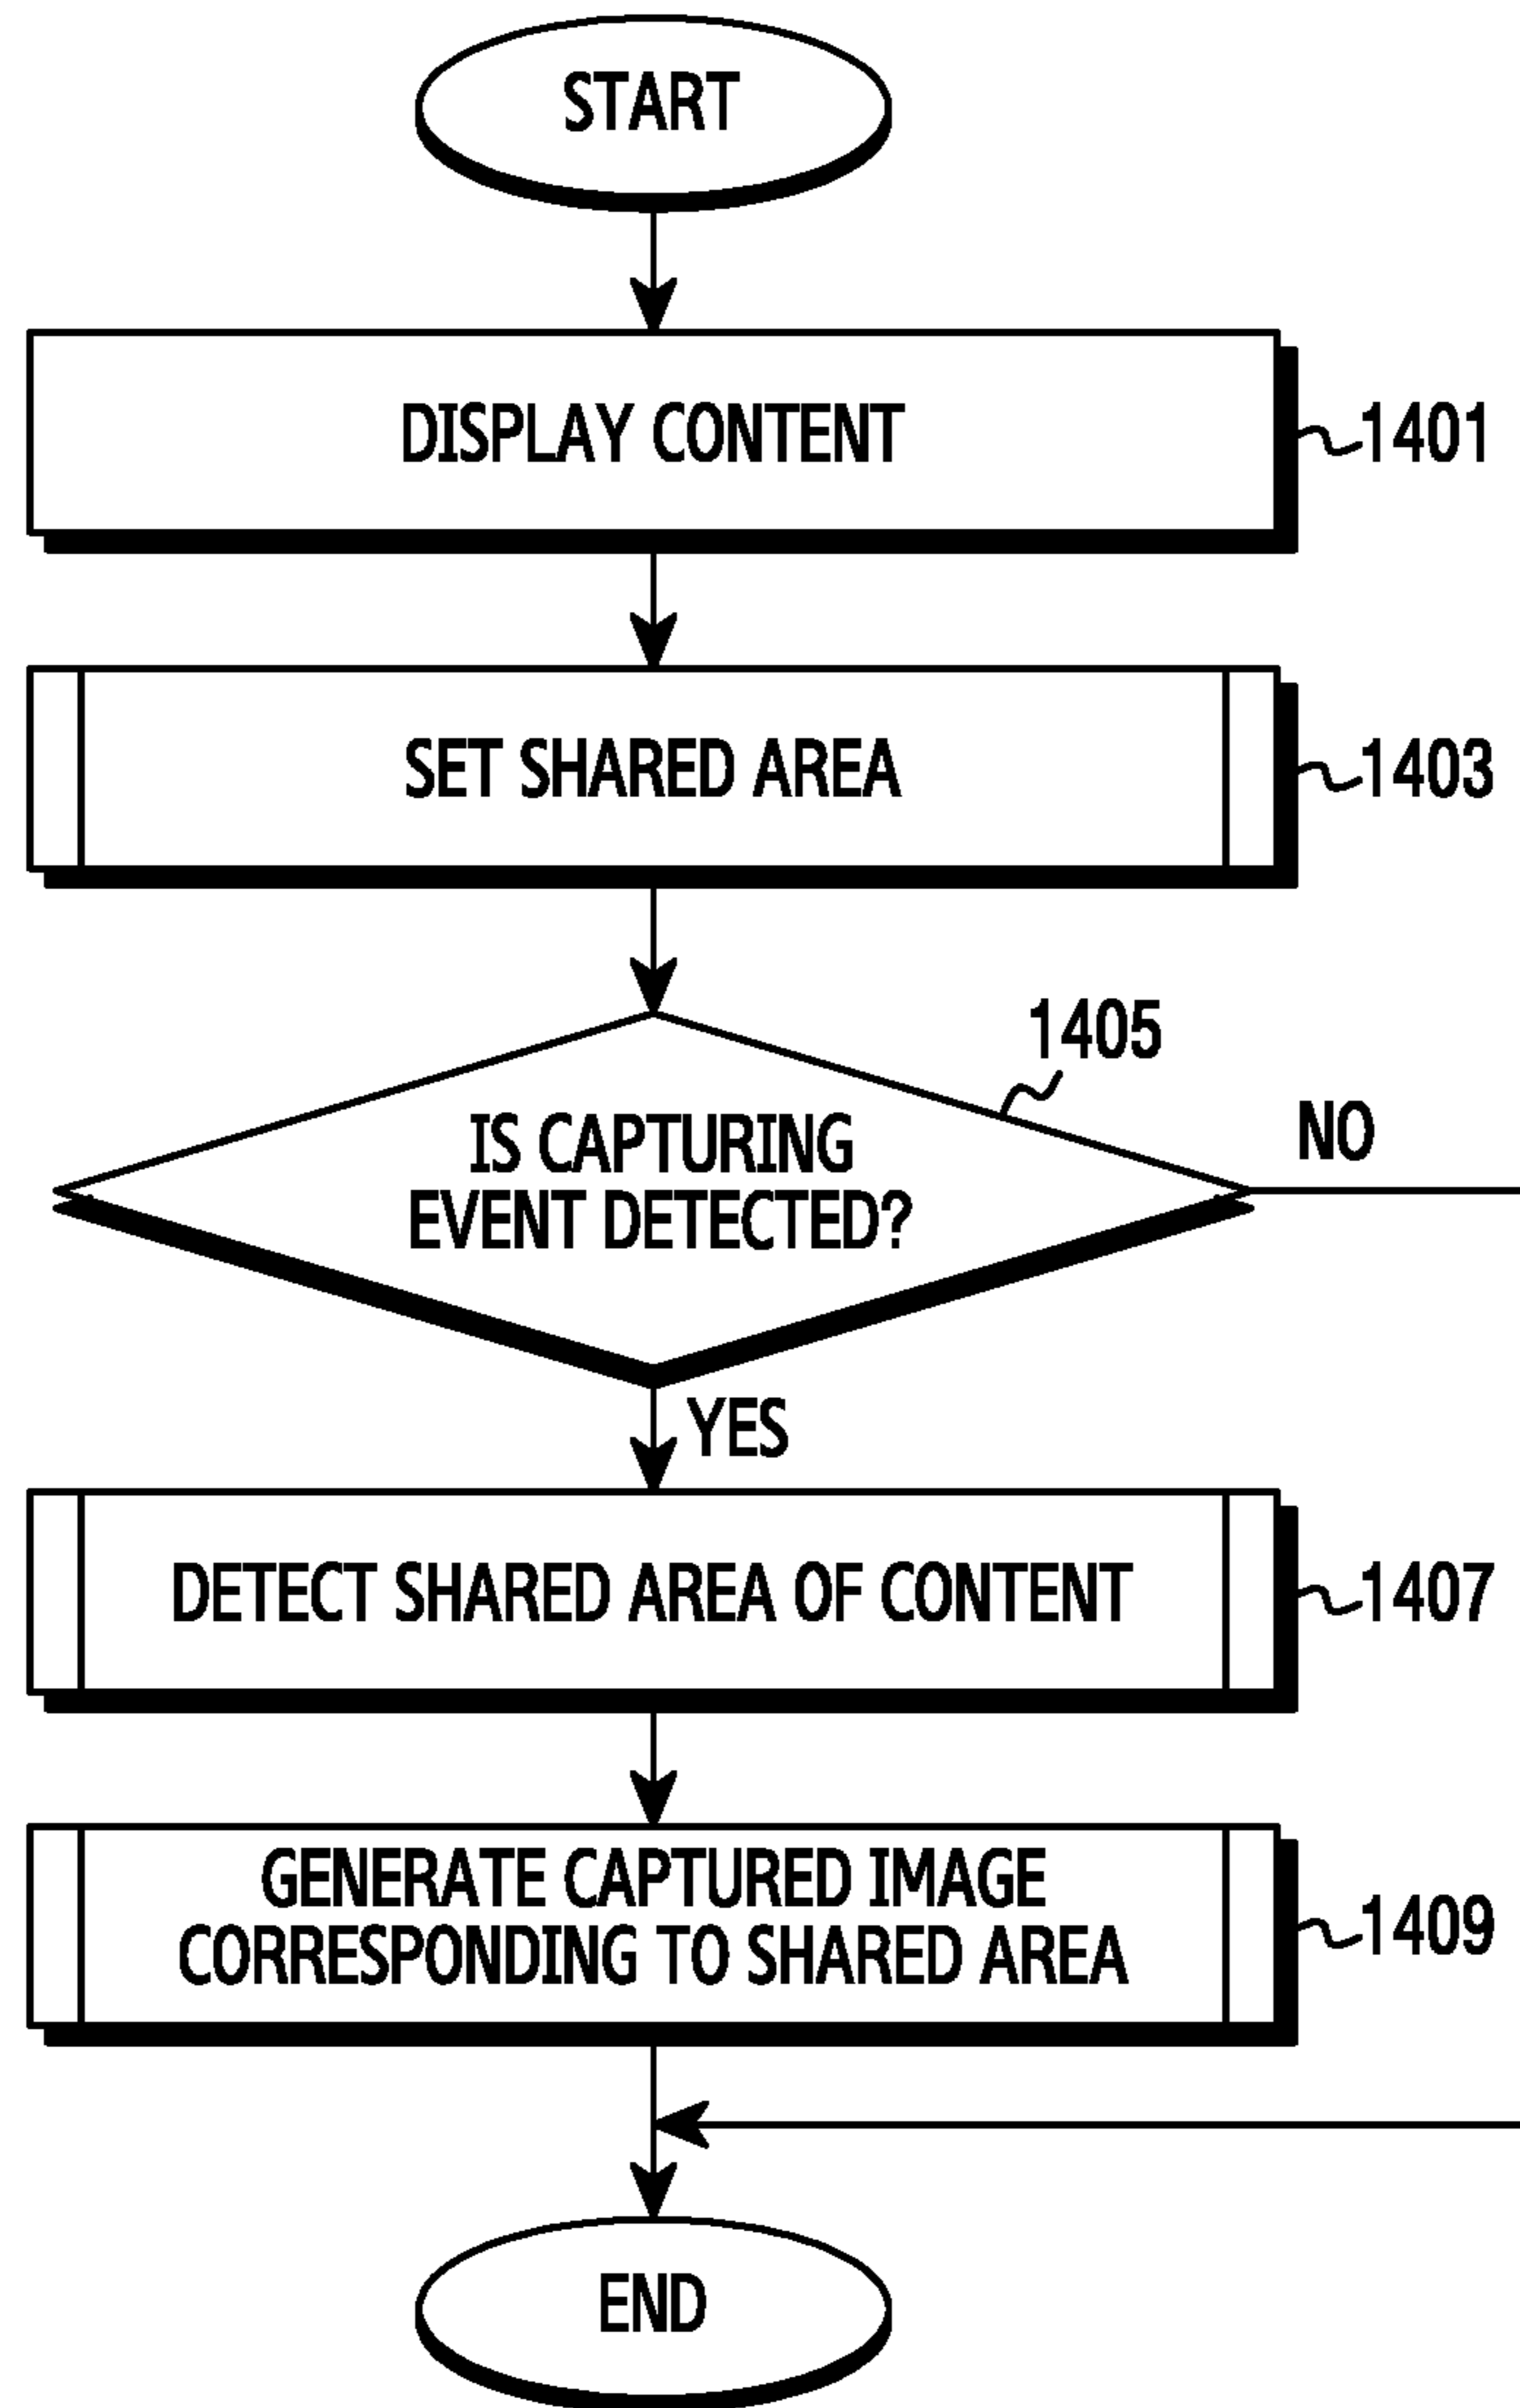 START
DISPLAY CONTENT
1401
SET SHARED AREA
1403
1405
IS CAPTURING
EVENT DETECTED?
NO
YES
DETECT SHARED AREA OF CONTENT
1407
GENERATE CAPTURED IMAGE
CORRESPONDING TO SHARED AREA
1409
END